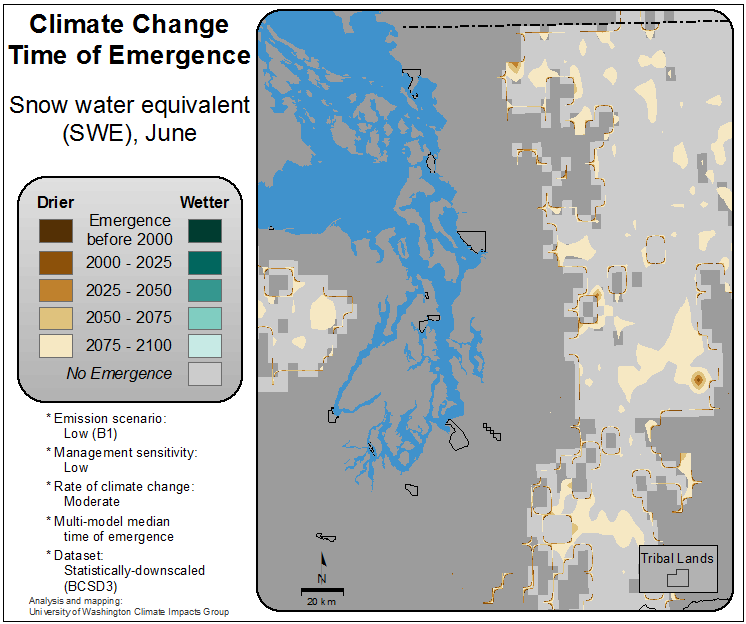 Climate Change
Time of Emergence
Snow water equivalent
(SWE), June
Drier
Wetter
Emergence
before 2000
2000 - 2025
2025 - 2050
2050 - 2075
2075 - 2100
No Emergence
* Emission scenario:
Low (B1)
* Management sensitivity:
Low
* Rate of climate change:
Moderate
* Multi-model median
time of emergence
* Dataset:
Statistically-downscaled
(BCSD3)
Analysis and mapping:
University of Washington Climate Impacts Group
N
20 km
Tribal Lands